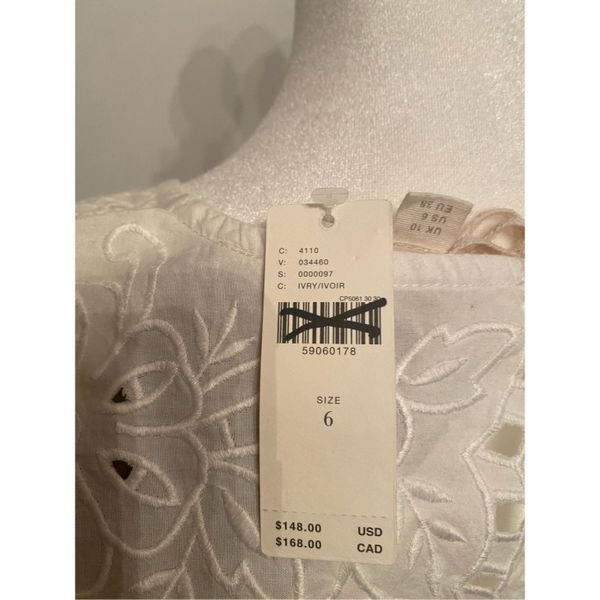 C: 4110
V: 034460
S: 0000097
C: IVRY/IVOIR
CP5061 30 30
59060178
SIZE
6
$148.00 USD
$168.00 CAD
UK 10
US 6
EU 38